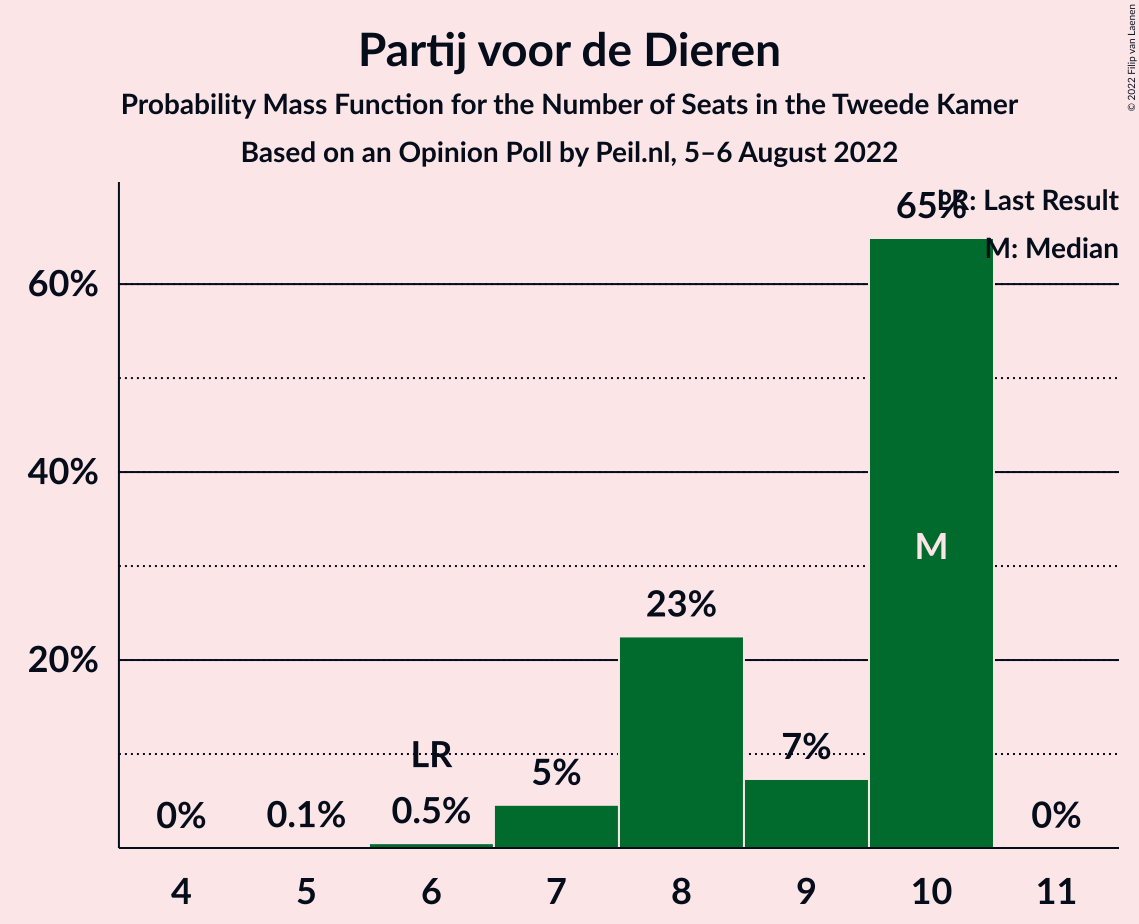 Partij voor de Dieren
Probability Mass Function for the Number of Seats in the Tweede Kamer
Based on an Opinion Poll by Peil.nl, 5–6 August 2022
© 2022 Filip van Laenen
LR: Last Result
M: Median
60%
40%
20%
0%
0.1%
LR
0.5%
5%
23%
7%
65%
M
0%
4 5 6 7 8 9 10 11